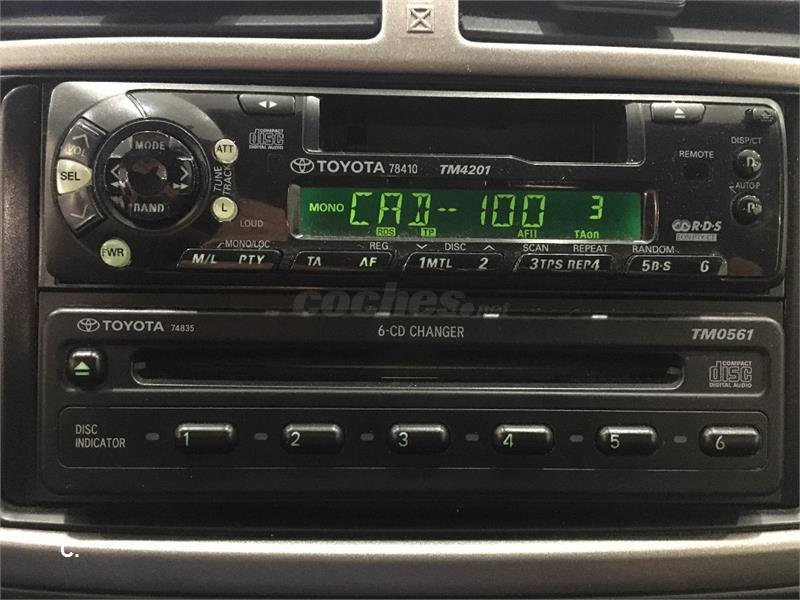 MODE
ATT
VOL
SEL
TUNE
TRACK
BAND
L
LOUD
PWR
COMPACT
DISC
DIGITAL AUDIO
TOYOTA 78410 TM4201
REMOTE
DISP/CT
AUTO-P
MONO CAD-- 100 3
RDS TP AF TAon
R·D·S
MONO/LOC REG DISC SCAN REPEAT RANDOM
M/L PTY TA AF 1MTL 2 3TPS REP4 5B·S 6
coches.net
TOYOTA 74835 6-CD CHANGER TM0561
COMPACT
DISC
DIGITAL AUDIO
DISC
INDICATOR
1 2 3 4 5 6
C.